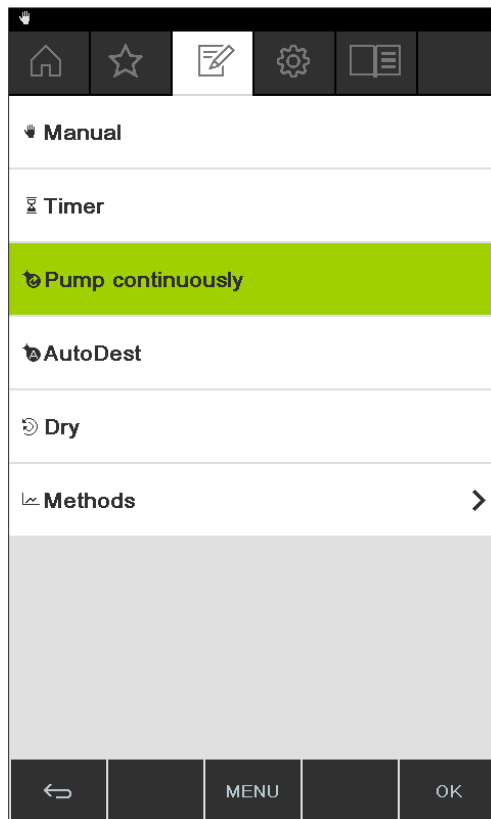 Manual
Timer
Pump continuously
AutoDest
Dry
Methods
MENU
OK